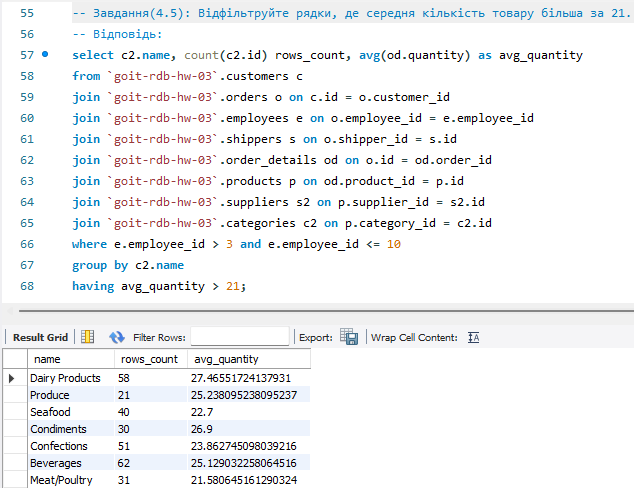 55 -- Завдання(4.5): Відфільтруйте рядки, де середня кількість товару більша за 21.
56 -- Відповідь:
57 select c2.name, count(c2.id) rows_count, avg(od.quantity) as avg_quantity
58 from `goit-rdb-hw-03`.customers c
59 join `goit-rdb-hw-03`.orders o on c.id = o.customer_id
60 join `goit-rdb-hw-03`.employees e on o.employee_id = e.employee_id
61 join `goit-rdb-hw-03`.shippers s on o.shipper_id = s.id
62 join `goit-rdb-hw-03`.order_details od on o.id = od.order_id
63 join `goit-rdb-hw-03`.products p on od.product_id = p.id
64 join `goit-rdb-hw-03`.suppliers s2 on p.supplier_id = s2.id
65 join `goit-rdb-hw-03`.categories c2 on p.category_id = c2.id
66 where e.employee_id > 3 and e.employee_id <= 10
67 group by c2.name
68 having avg_quantity > 21;
Result Grid Filter Rows: Export: Wrap Cell Content:
name rows_count avg_quantity
Dairy Products 58 27.46551724137931
Produce 21 25.238095238095237
Seafood 40 22.7
Condiments 30 26.9
Confections 51 23.862745098039216
Beverages 62 25.129032258064516
Meat/Poultry 31 21.580645161290324